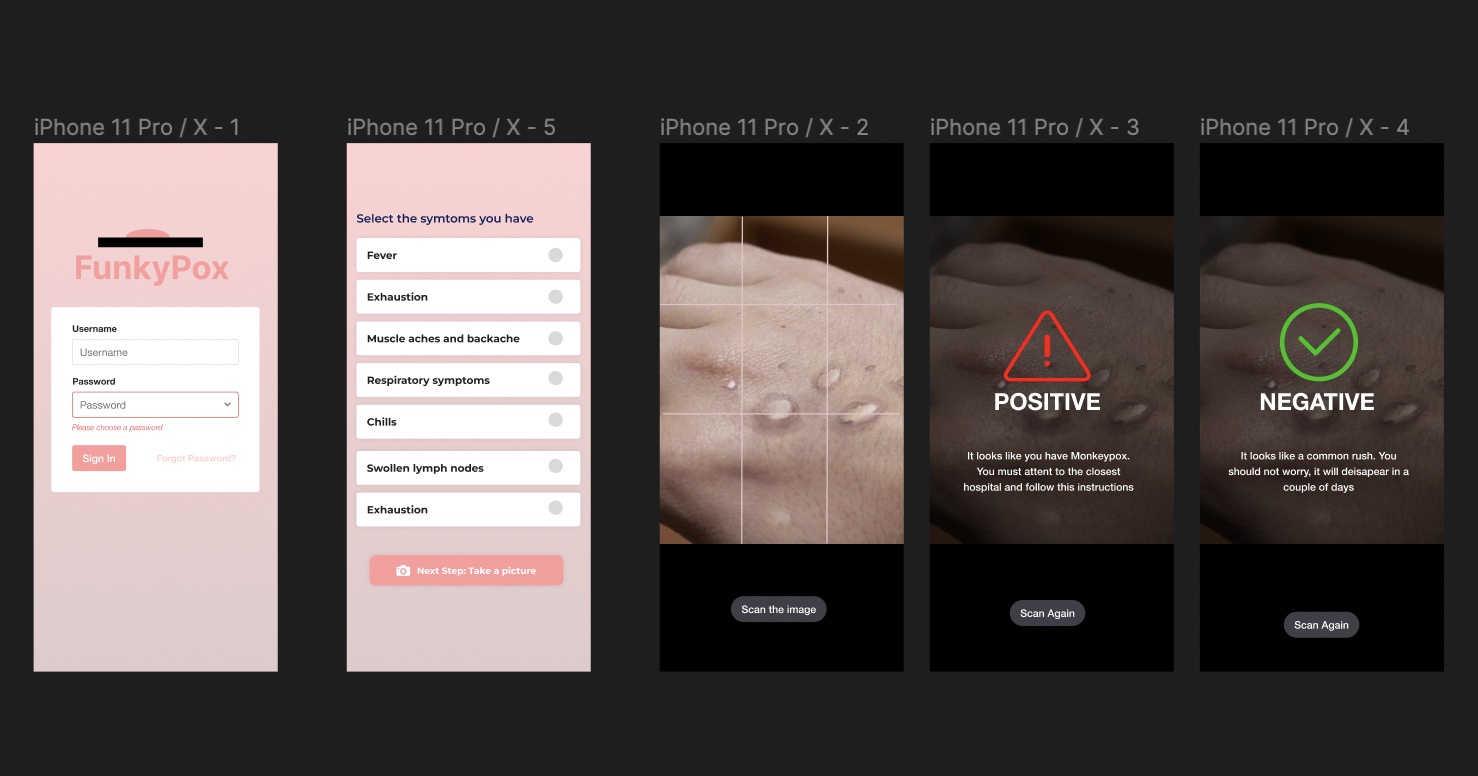 iPhone 11 Pro / X - 1
FunkyPox
Username
Username
Password
Password
Please choose a password
Sign In
Forgot Password?
iPhone 11 Pro / X - 5
Select the symtoms you have
Fever
Exhaustion
Muscle aches and backache
Respiratory symptoms
Chills
Swollen lymph nodes
Exhaustion
Next Step: Take a picture
iPhone 11 Pro / X - 2
Scan the image
iPhone 11 Pro / X - 3
POSITIVE
It looks like you have Monkeypox.
You must attent to the closest
hospital and follow this instructions
Scan Again
iPhone 11 Pro / X - 4
NEGATIVE
It looks like a common rush. You
should not worry, it will deisapear in a
couple of days
Scan Again